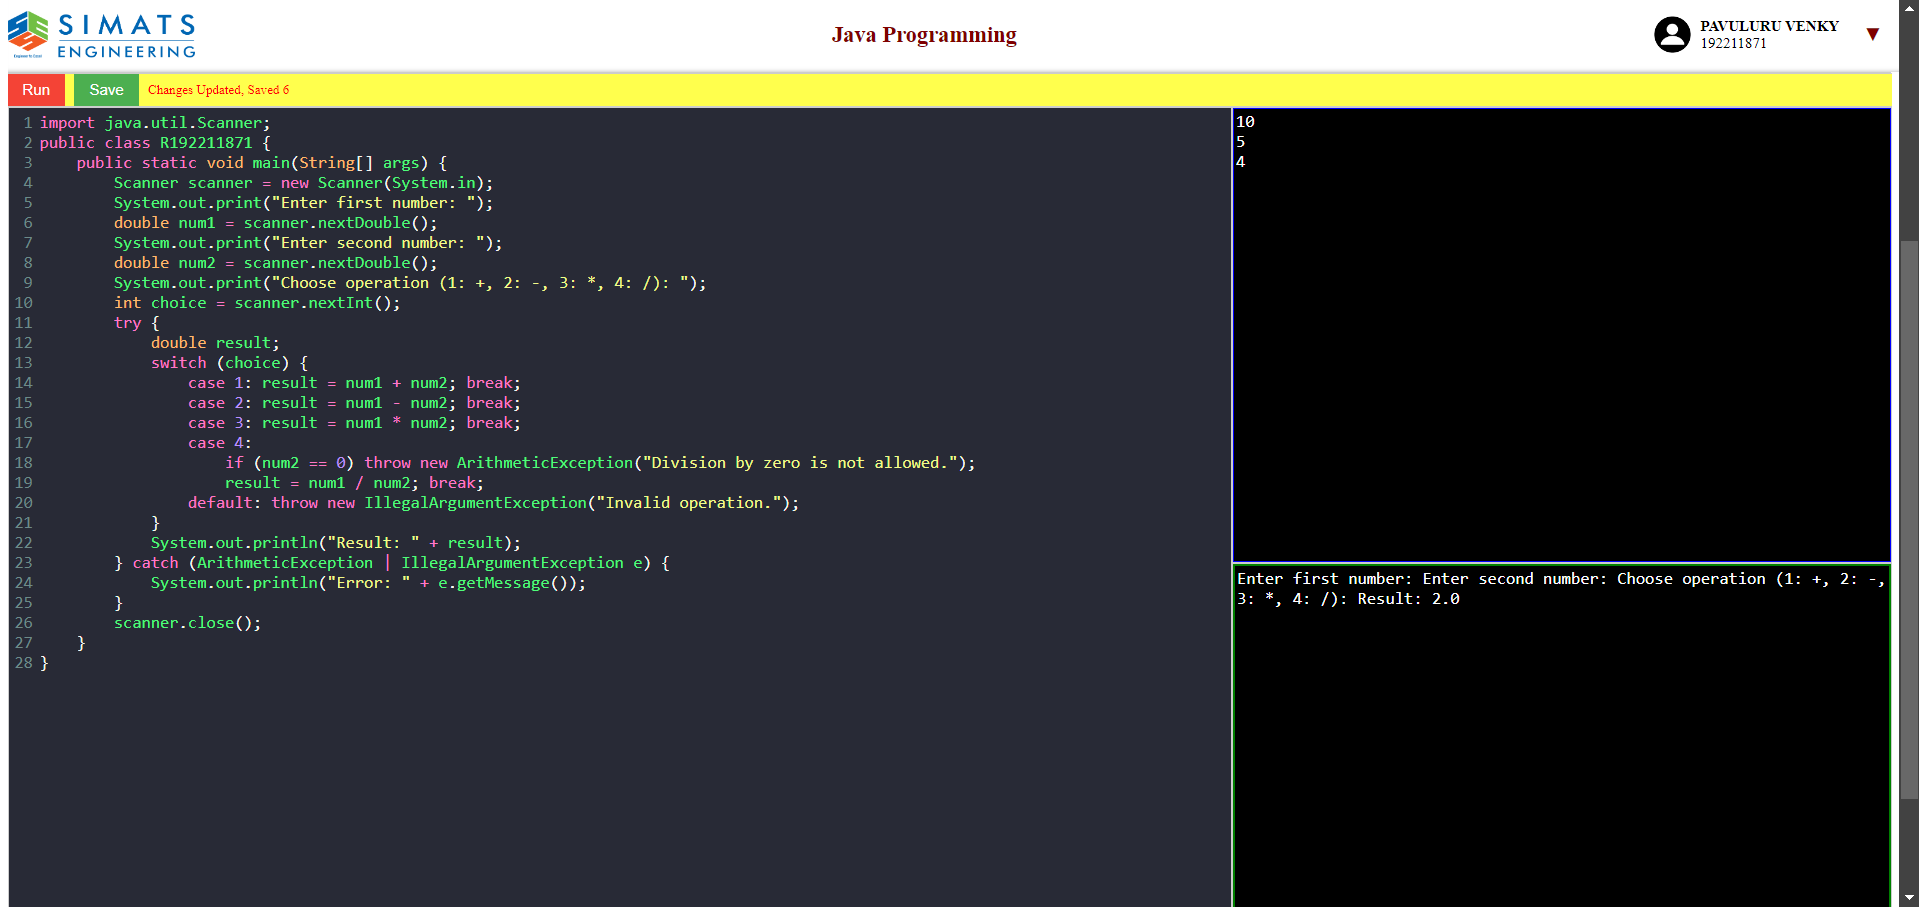 SIMATS
ENGINEERING
Java Programming
PAVULURU VENKY
192211871
▼
Run
Save
Changes Updated, Saved 6
1 import java.util.Scanner;
2 public class R192211871 {
3     public static void main(String[] args) {
4         Scanner scanner = new Scanner(System.in);
5         System.out.print("Enter first number: ");
6         double num1 = scanner.nextDouble();
7         System.out.print("Enter second number: ");
8         double num2 = scanner.nextDouble();
9         System.out.print("Choose operation (1: +, 2: -, 3: *, 4: /): ");
10         int choice = scanner.nextInt();
11         try {
12             double result;
13             switch (choice) {
14                 case 1: result = num1 + num2; break;
15                 case 2: result = num1 - num2; break;
16                 case 3: result = num1 * num2; break;
17                 case 4:
18                     if (num2 == 0) throw new ArithmeticException("Division by zero is not allowed.");
19                     result = num1 / num2; break;
20                 default: throw new IllegalArgumentException("Invalid operation.");
21             }
22             System.out.println("Result: " + result);
23         } catch (ArithmeticException | IllegalArgumentException e) {
24             System.out.println("Error: " + e.getMessage());
25         }
26         scanner.close();
27     }
28 }
10
5
4
Enter first number: Enter second number: Choose operation (1: +, 2: -,
3: *, 4: /): Result: 2.0